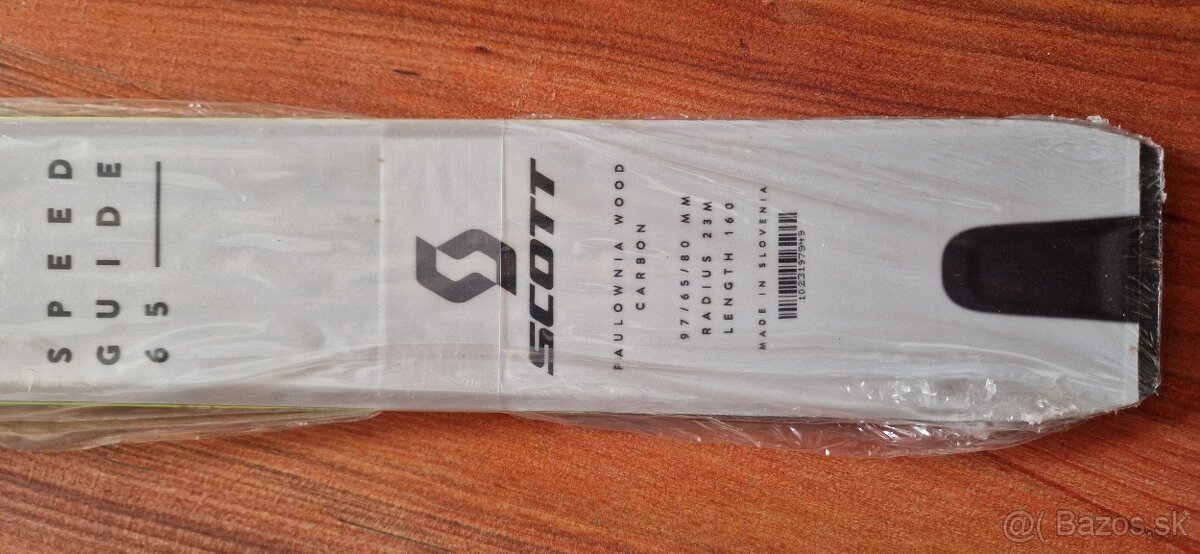 SPEED
GUIDE
65
SCOTT
PAULOWNIA WOOD
CARBON
97/65/80 MM
RADIUS 23M
LENGTH 160
MADE IN SLOVENIA
1023197949
@( Bazos.sk